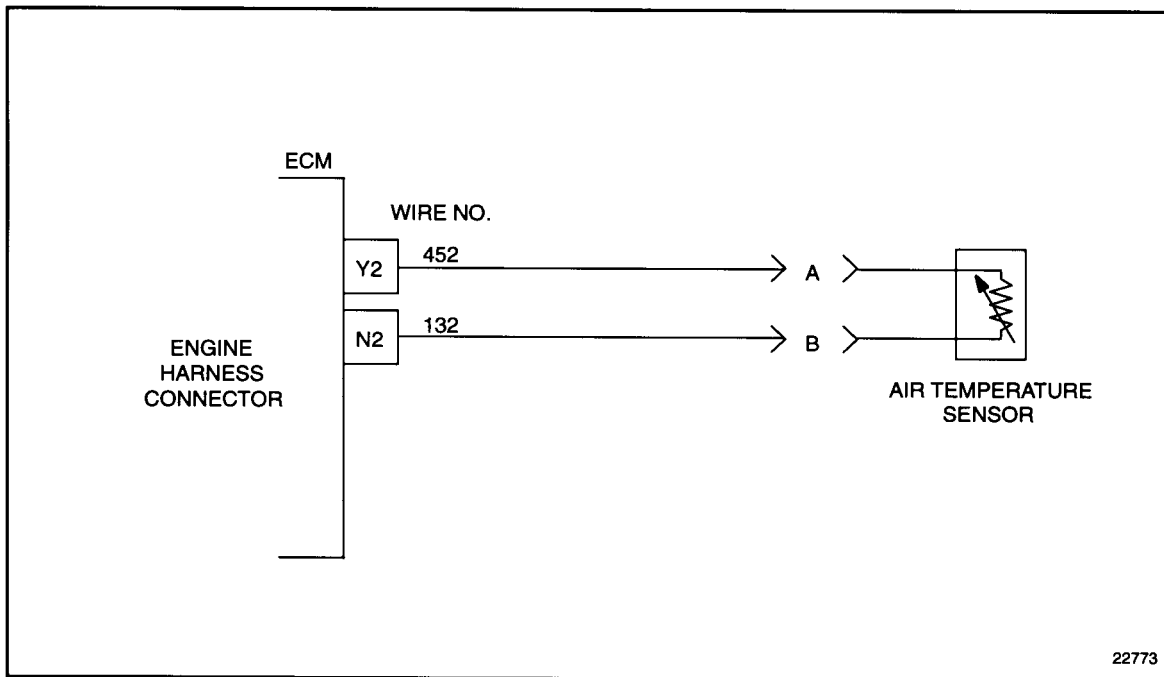 ECM
WIRE NO.
Y2
452
A
N2
132
B
ENGINE
HARNESS
CONNECTOR
AIR TEMPERATURE
SENSOR
22773